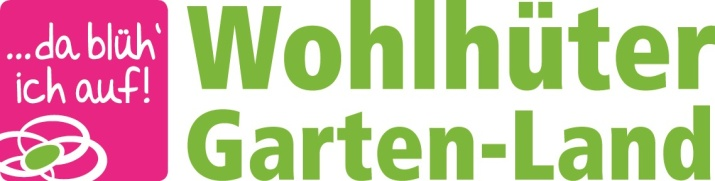 ...da blüh'
ich auf!
Wohlhüter
Garten-Land